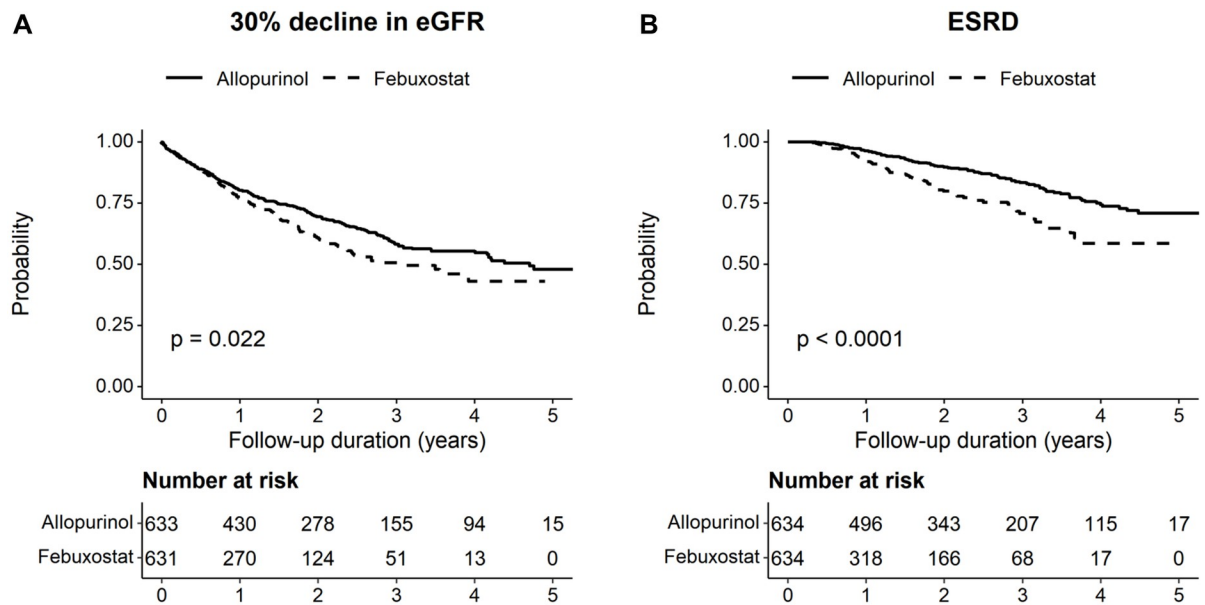 A
30% decline in eGFR
Allopurinol Febuxostat
Probability
1.00
0.75
0.50
0.25
0.00
p = 0.022
0 1 2 3 4 5
Follow-up duration (years)
Number at risk
Allopurinol 633 430 278 155 94 15
Febuxostat 631 270 124 51 13 0
0 1 2 3 4 5
B
ESRD
Allopurinol Febuxostat
Probability
1.00
0.75
0.50
0.25
0.00
p < 0.0001
0 1 2 3 4 5
Follow-up duration (years)
Number at risk
Allopurinol 634 496 343 207 115 17
Febuxostat 634 318 166 68 17 0
0 1 2 3 4 5